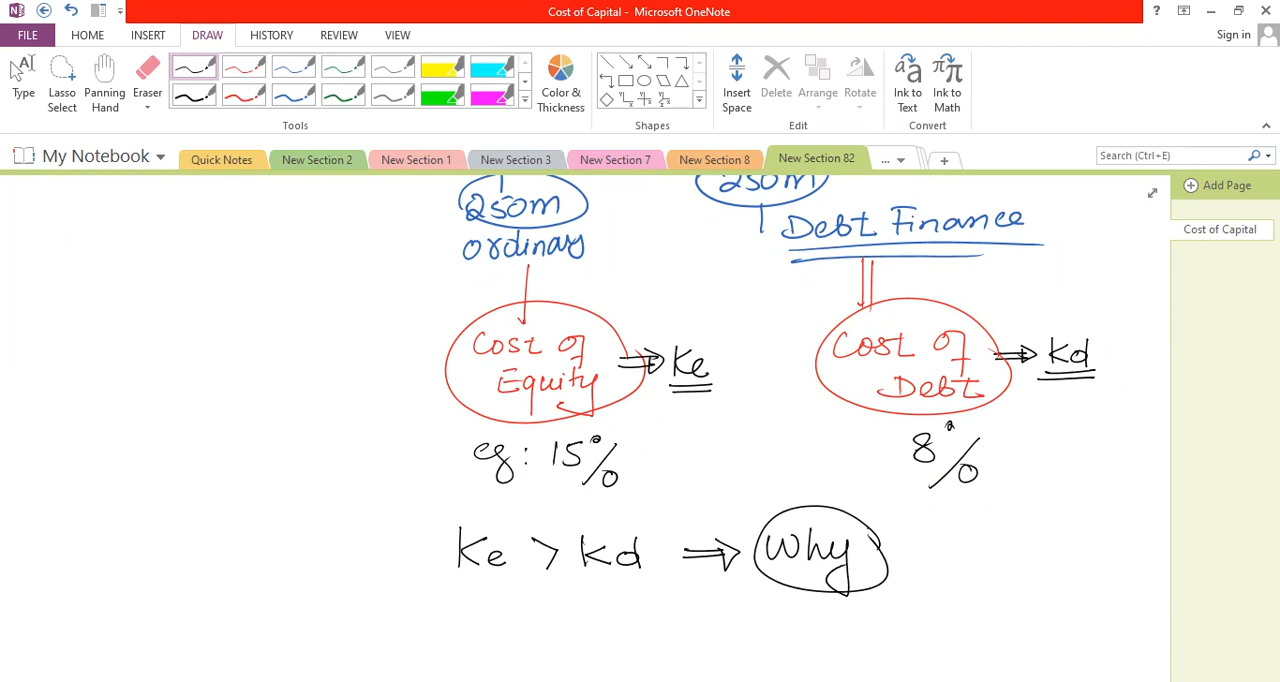 Cost of Capital - Microsoft OneNote
FILE HOME INSERT DRAW HISTORY REVIEW VIEW
Sign in
Type
Lasso Select
Panning Hand
Eraser
Color & Thickness
Insert Space
Delete
Arrange
Rotate
Ink to Text
Ink to Math
Tools
Shapes
Edit
Convert
My Notebook
Quick Notes
New Section 2
New Section 1
New Section 3
New Section 7
New Section 8
New Section 82
...
Search (Ctrl+E)
Add Page
Cost of Capital
250m
250m
ordinary
Debt Finance
Cost of
Equity
Ke
Cost of
Debt
Kd
eg: 15%
8%
Ke > Kd ⇒ Why